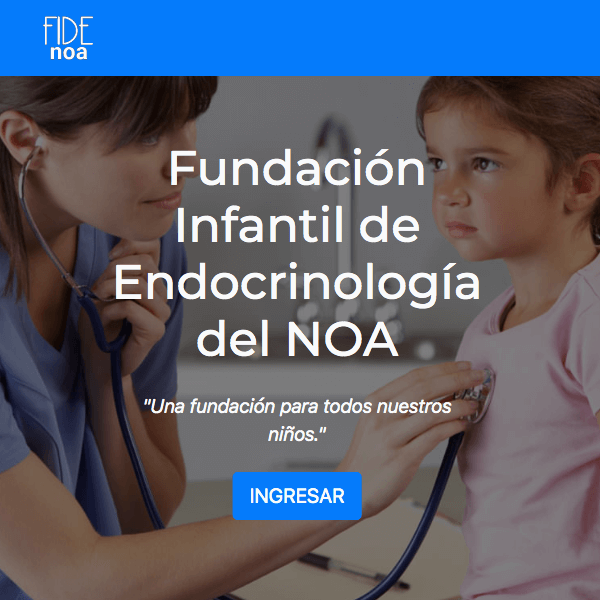 FIDE
noa
Fundación
Infantil de
Endocrinología
del NOA
"Una fundación para todos nuestros
niños."
INGRESAR